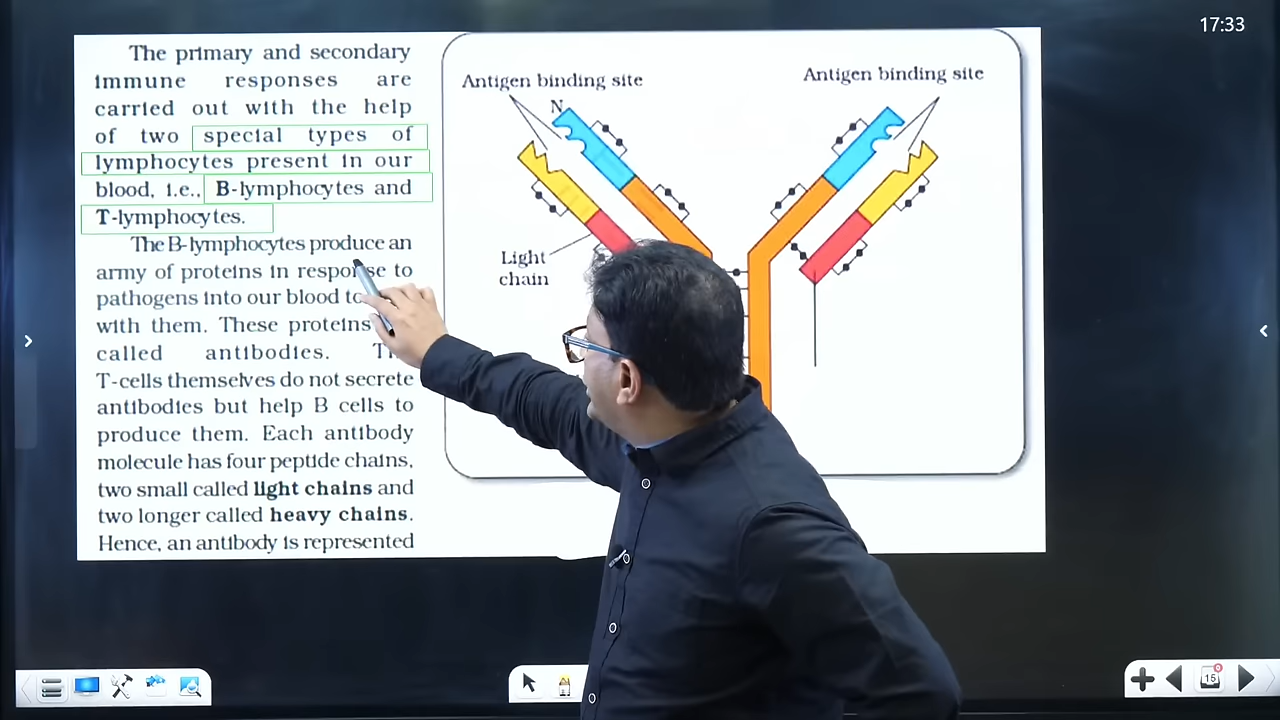 17:33
The primary and secondary
immune responses are
carried out with the help
of two special types of
lymphocytes present in our
blood, i.e., B-lymphocytes and
T-lymphocytes.
The B-lymphocytes produce an
army of proteins in response to
pathogens into our blood to
with them. These proteins
called antibodies.
T-cells themselves do not secrete
antibodies but help B cells to
produce them. Each antibody
molecule has four peptide chains,
two small called light chains and
two longer called heavy chains.
Hence, an antibody is represented
Antigen binding site
Antigen binding site
N
Light
chain
15